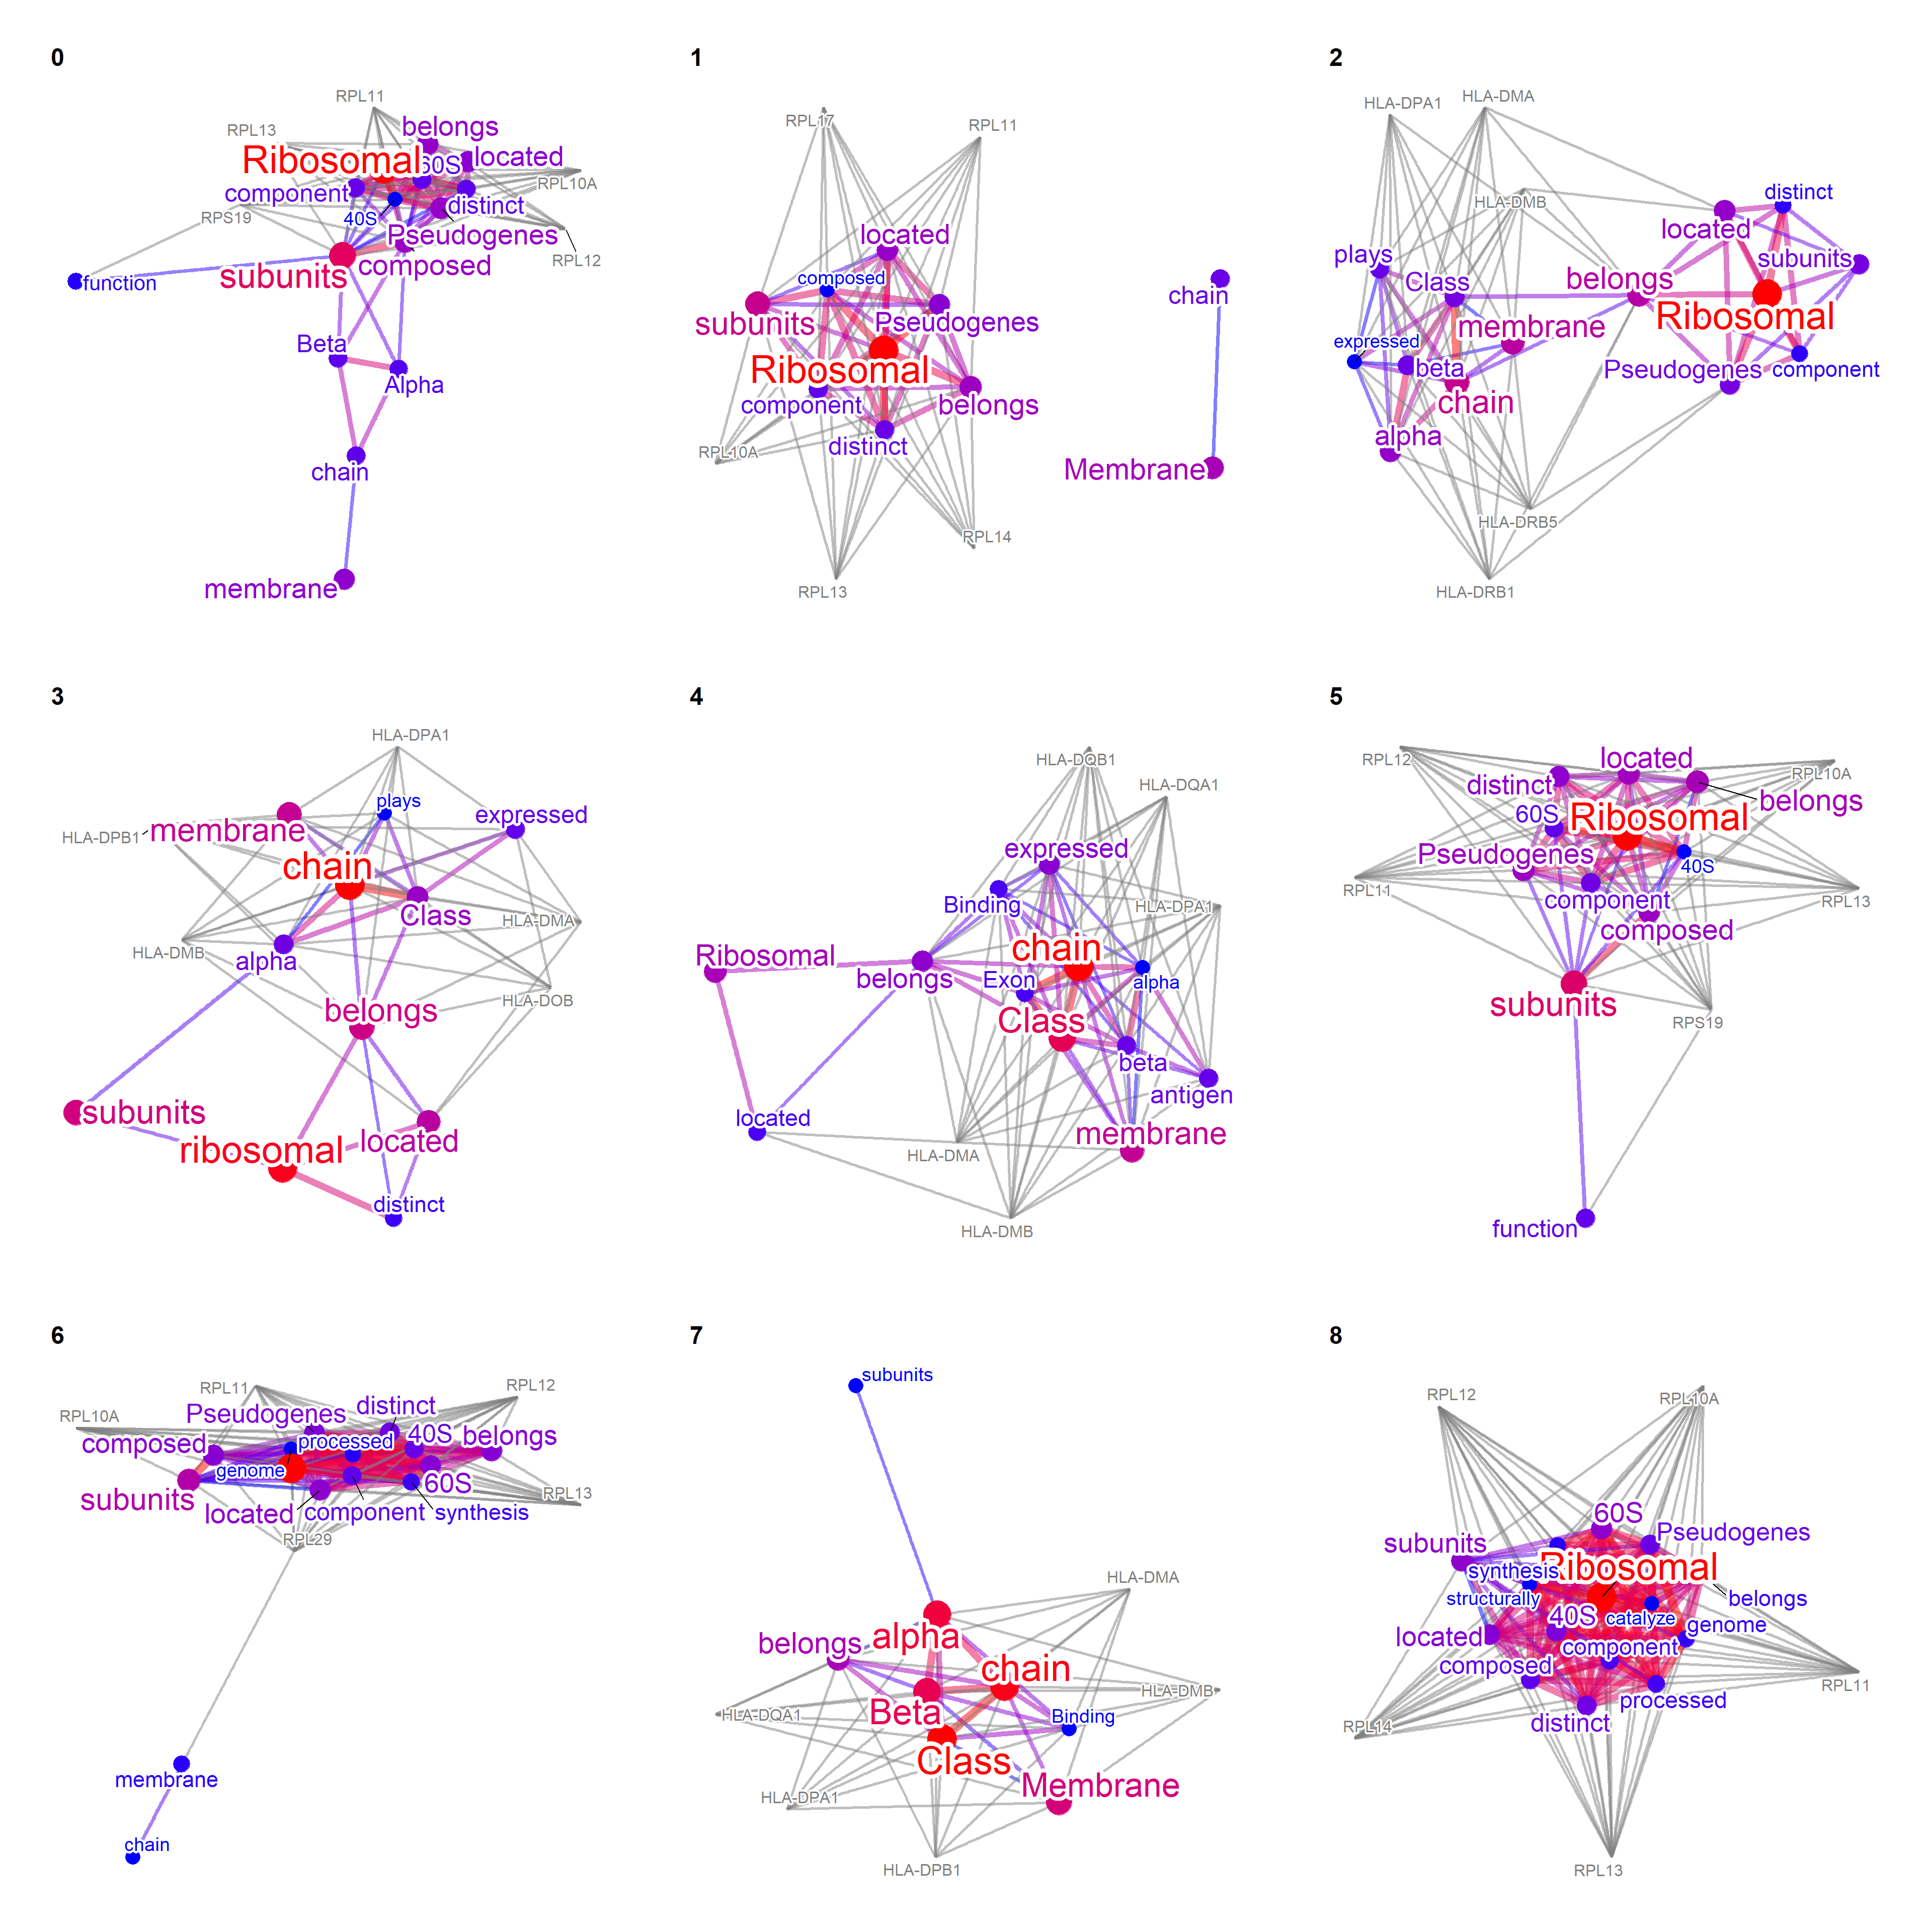 0
RPL11
RPL13
belongs
Ribosomal
60S
located
component
RPL10A
40S
distinct
RPS19
Pseudogenes
RPL12
composed
subunits
function
Beta
Alpha
chain
membrane
1
RPL17
RPL11
located
composed
chain
subunits
Pseudogenes
Ribosomal
component
belongs
distinct
RPL10A
Membrane
RPL14
RPL13
2
HLA-DPA1
HLA-DMA
distinct
HLA-DMB
located
plays
subunits
Class
belongs
Ribosomal
membrane
expressed
beta
Pseudogenes
component
chain
alpha
HLA-DRB5
HLA-DRB1
3
HLA-DPA1
plays
expressed
HLA-DPB1
membrane
chain
Class
HLA-DMA
HLA-DMB
alpha
HLA-DOB
belongs
subunits
ribosomal
located
distinct
4
HLA-DQB1
HLA-DQA1
expressed
Binding
HLA-DPA1
chain
Ribosomal
belongs
Exon
alpha
Class
beta
antigen
located
membrane
HLA-DMA
HLA-DMB
5
RPL12
located
RPL10A
distinct
belongs
60S
Ribosomal
Pseudogenes
40S
RPL11
component
RPL13
composed
subunits
RPS19
function
6
RPL11
RPL12
RPL10A
Pseudogenes
distinct
composed
processed
40S
belongs
genome
60S
subunits
located
component
synthesis
RPL13
RPL29
membrane
chain
7
subunits
HLA-DMA
belongs
alpha
chain
HLA-DMB
HLA-DQA1
Beta
Binding
Class
Membrane
HLA-DPA1
HLA-DPB1
8
RPL12
RPL10A
60S
Pseudogenes
subunits
Ribosomal
synthesis
structurally
belongs
40S
catalyze
genome
located
component
composed
RPL11
processed
distinct
RPL14
RPL13